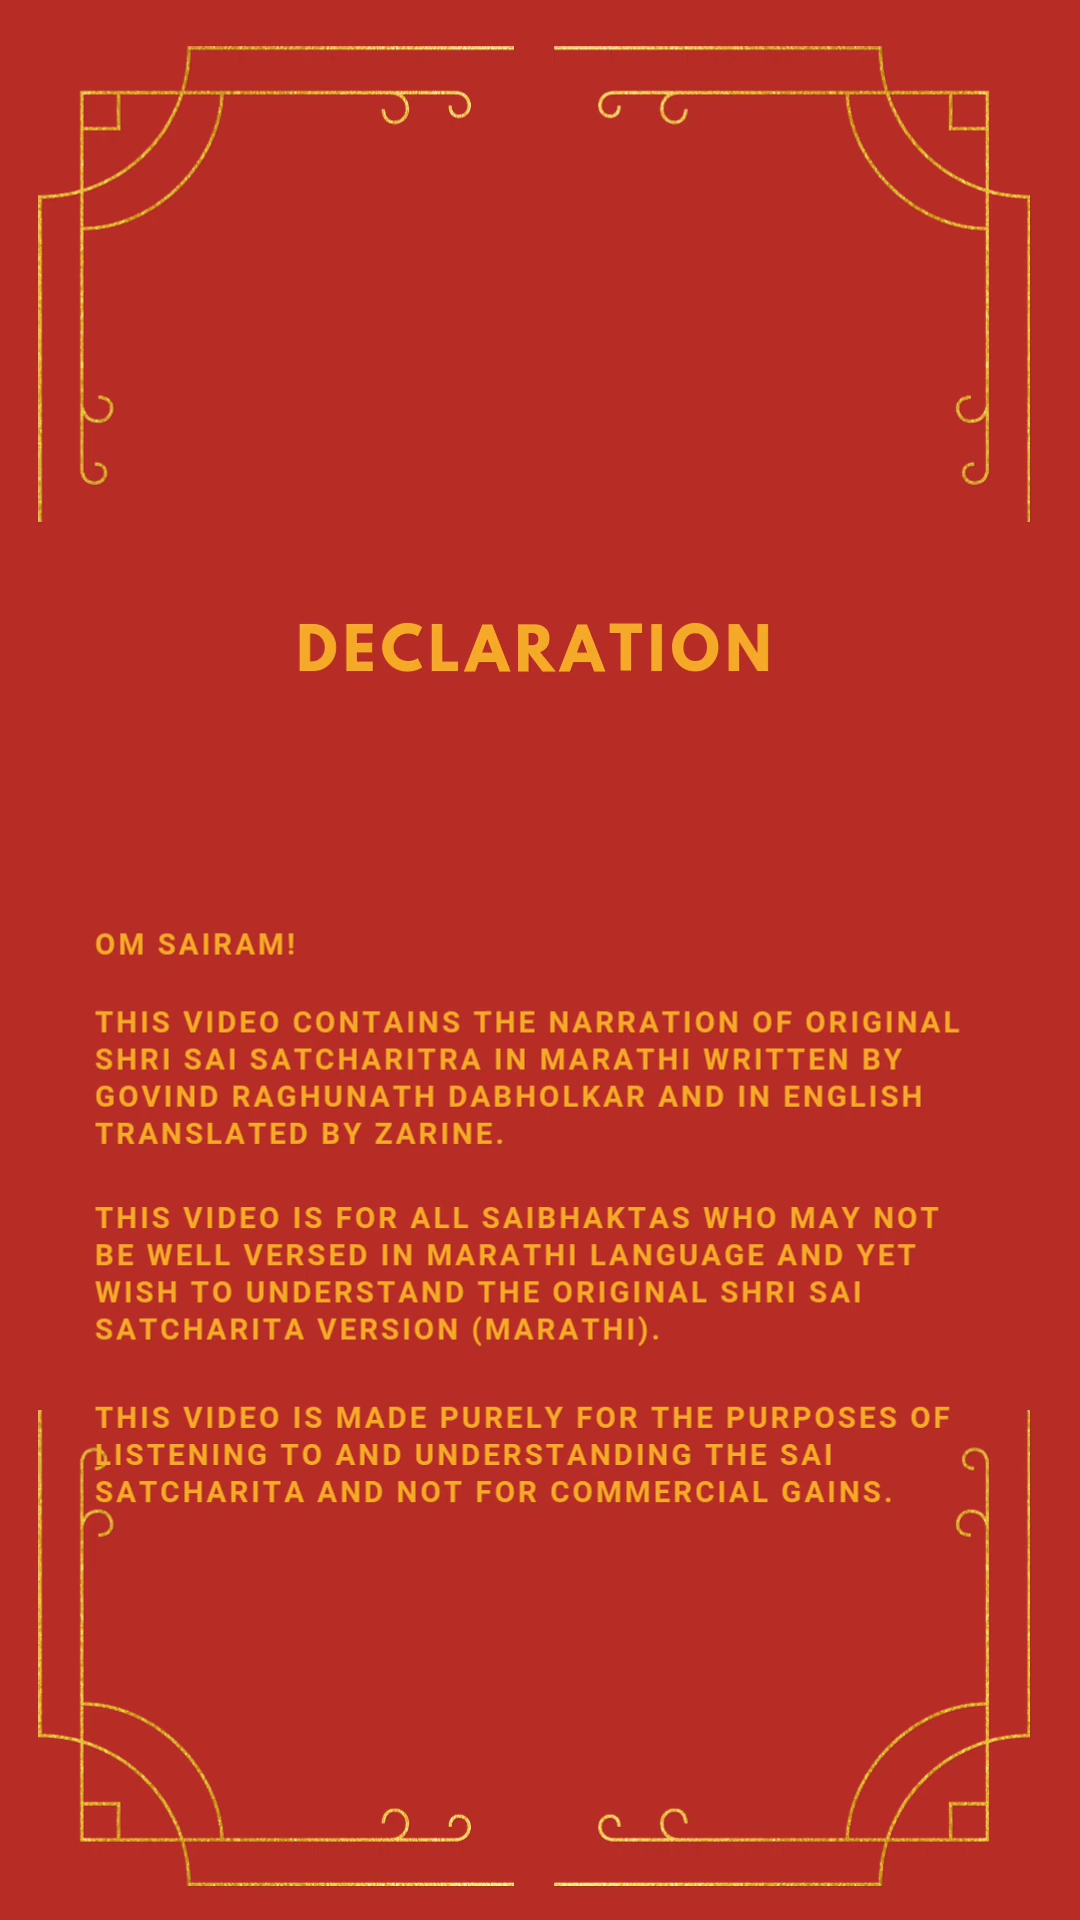 DECLARATION
OM SAIRAM!
THIS VIDEO CONTAINS THE NARRATION OF ORIGINAL
SHRI SAI SATCHARITRA IN MARATHI WRITTEN BY
GOVIND RAGHUNATH DABHOLKAR AND IN ENGLISH
TRANSLATED BY ZARINE.
THIS VIDEO IS FOR ALL SAIBHAKTAS WHO MAY NOT
BE WELL VERSED IN MARATHI LANGUAGE AND YET
WISH TO UNDERSTAND THE ORIGINAL SHRI SAI
SATCHARITA VERSION (MARATHI).
THIS VIDEO IS MADE PURELY FOR THE PURPOSES OF
LISTENING TO AND UNDERSTANDING THE SAI
SATCHARITA AND NOT FOR COMMERCIAL GAINS.